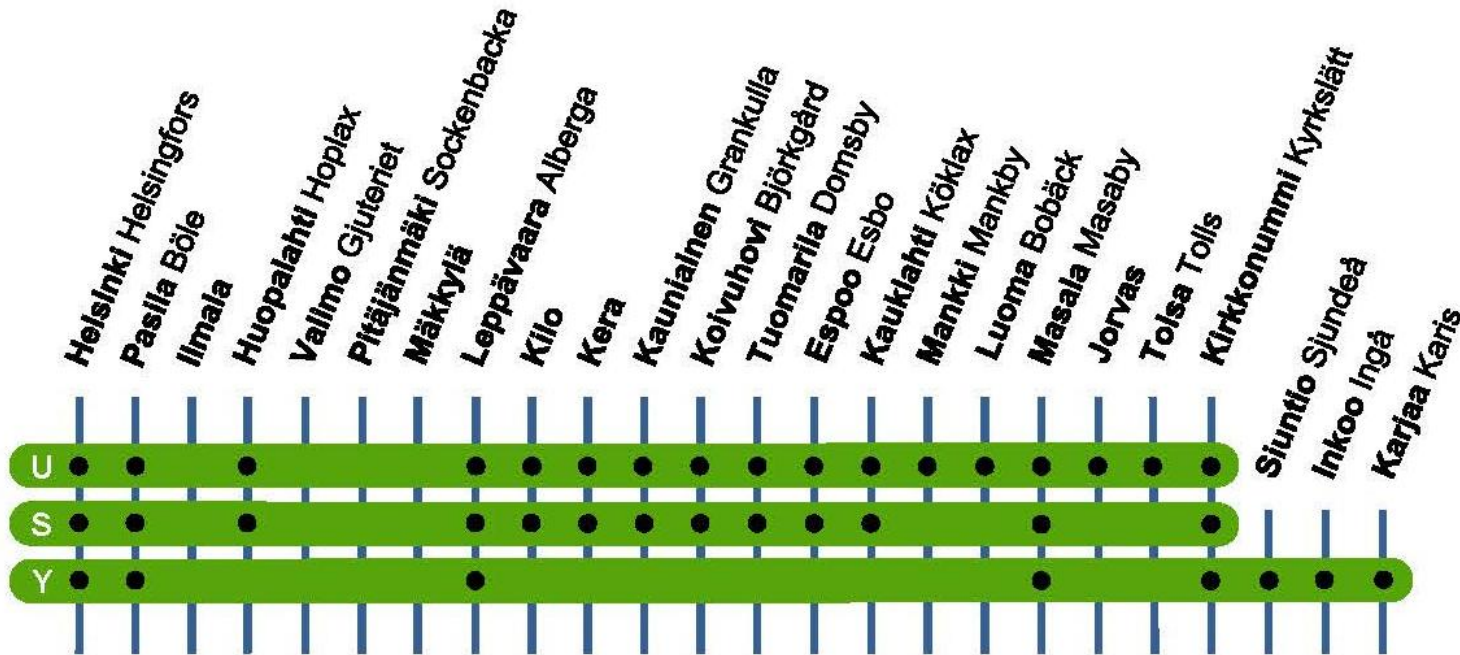 Helsinki Helsingfors
Pasila Böle
Ilmala
Huopalahti Hoplax
Valimo Gjuteriet
Pitäjänmäki Sockenbacka
Mäkkylä
Leppävaara Alberga
Kilo
Kera
Kauniainen Grankulla
Koivuhovi Björkgård
Tuomarila Domsby
Espoo Esbo
Kauklahti Köklax
Mankki Mankby
Luoma Bobäck
Masala Masaby
Jorvas
Tolsa Tolls
Kirkkonummi Kyrkslätt
Siuntio Sjundeå
Inkoo Ingå
Karjaa Karis
U
S
Y